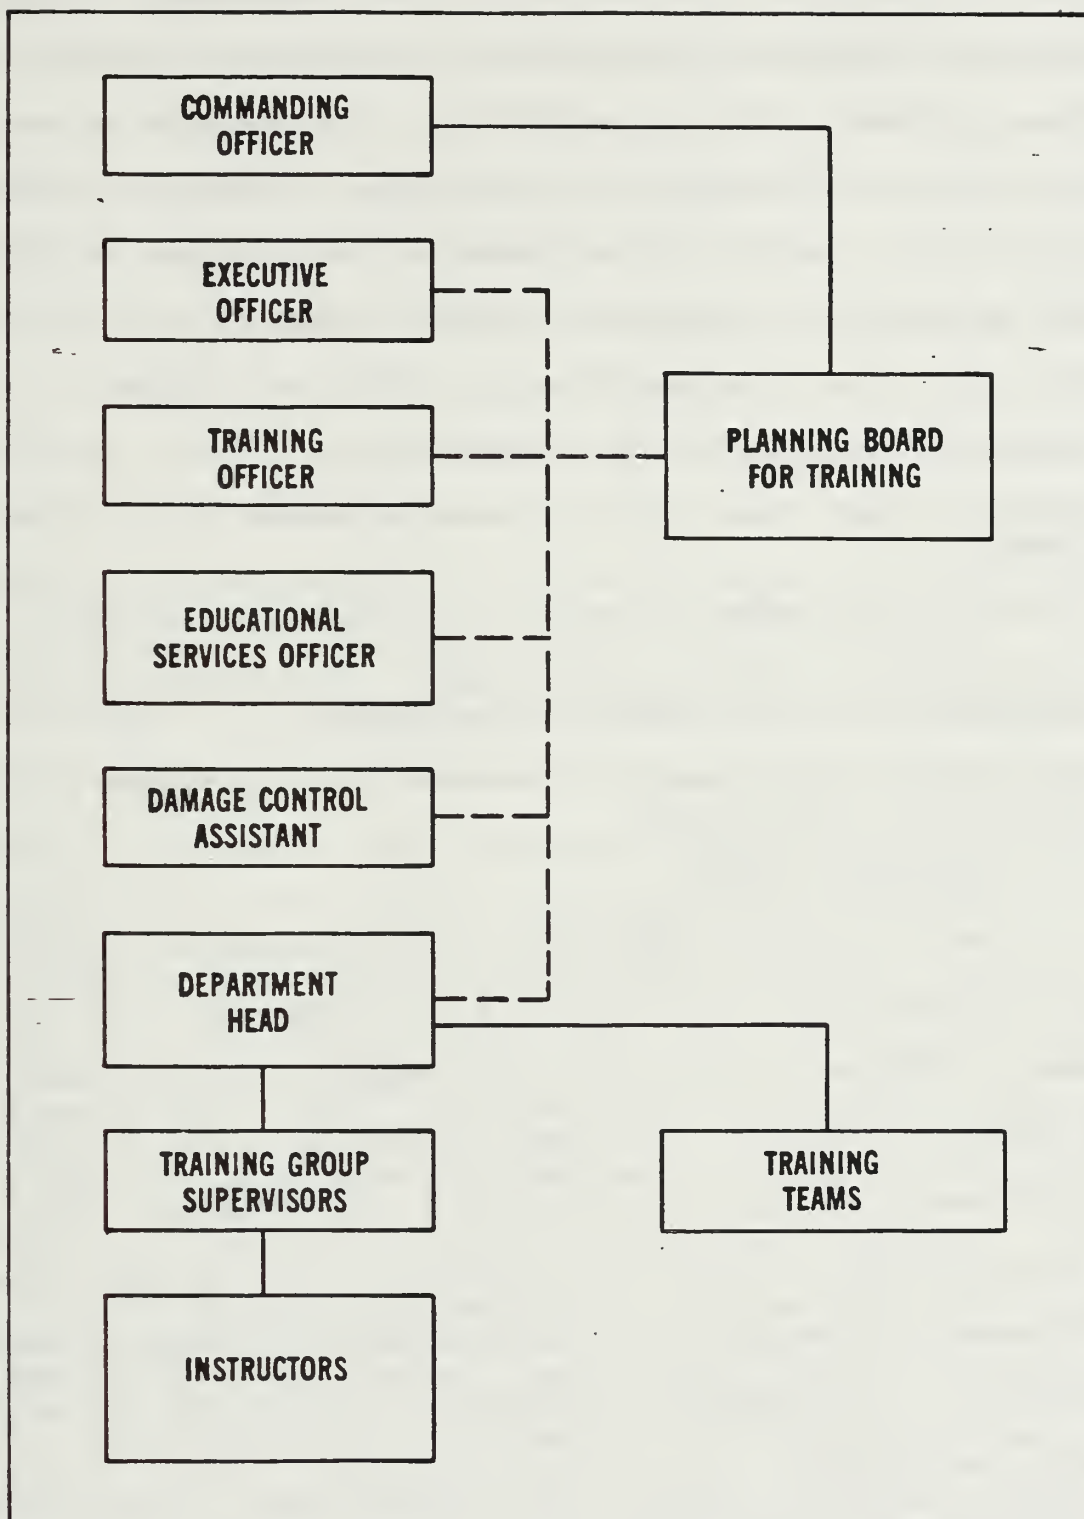 COMMANDING
OFFICER
EXECUTIVE
OFFICER
TRAINING
OFFICER
PLANNING BOARD
FOR TRAINING
EDUCATIONAL
SERVICES OFFICER
DAMAGE CONTROL
ASSISTANT
DEPARTMENT
HEAD
TRAINING GROUP
SUPERVISORS
TRAINING
TEAMS
INSTRUCTORS